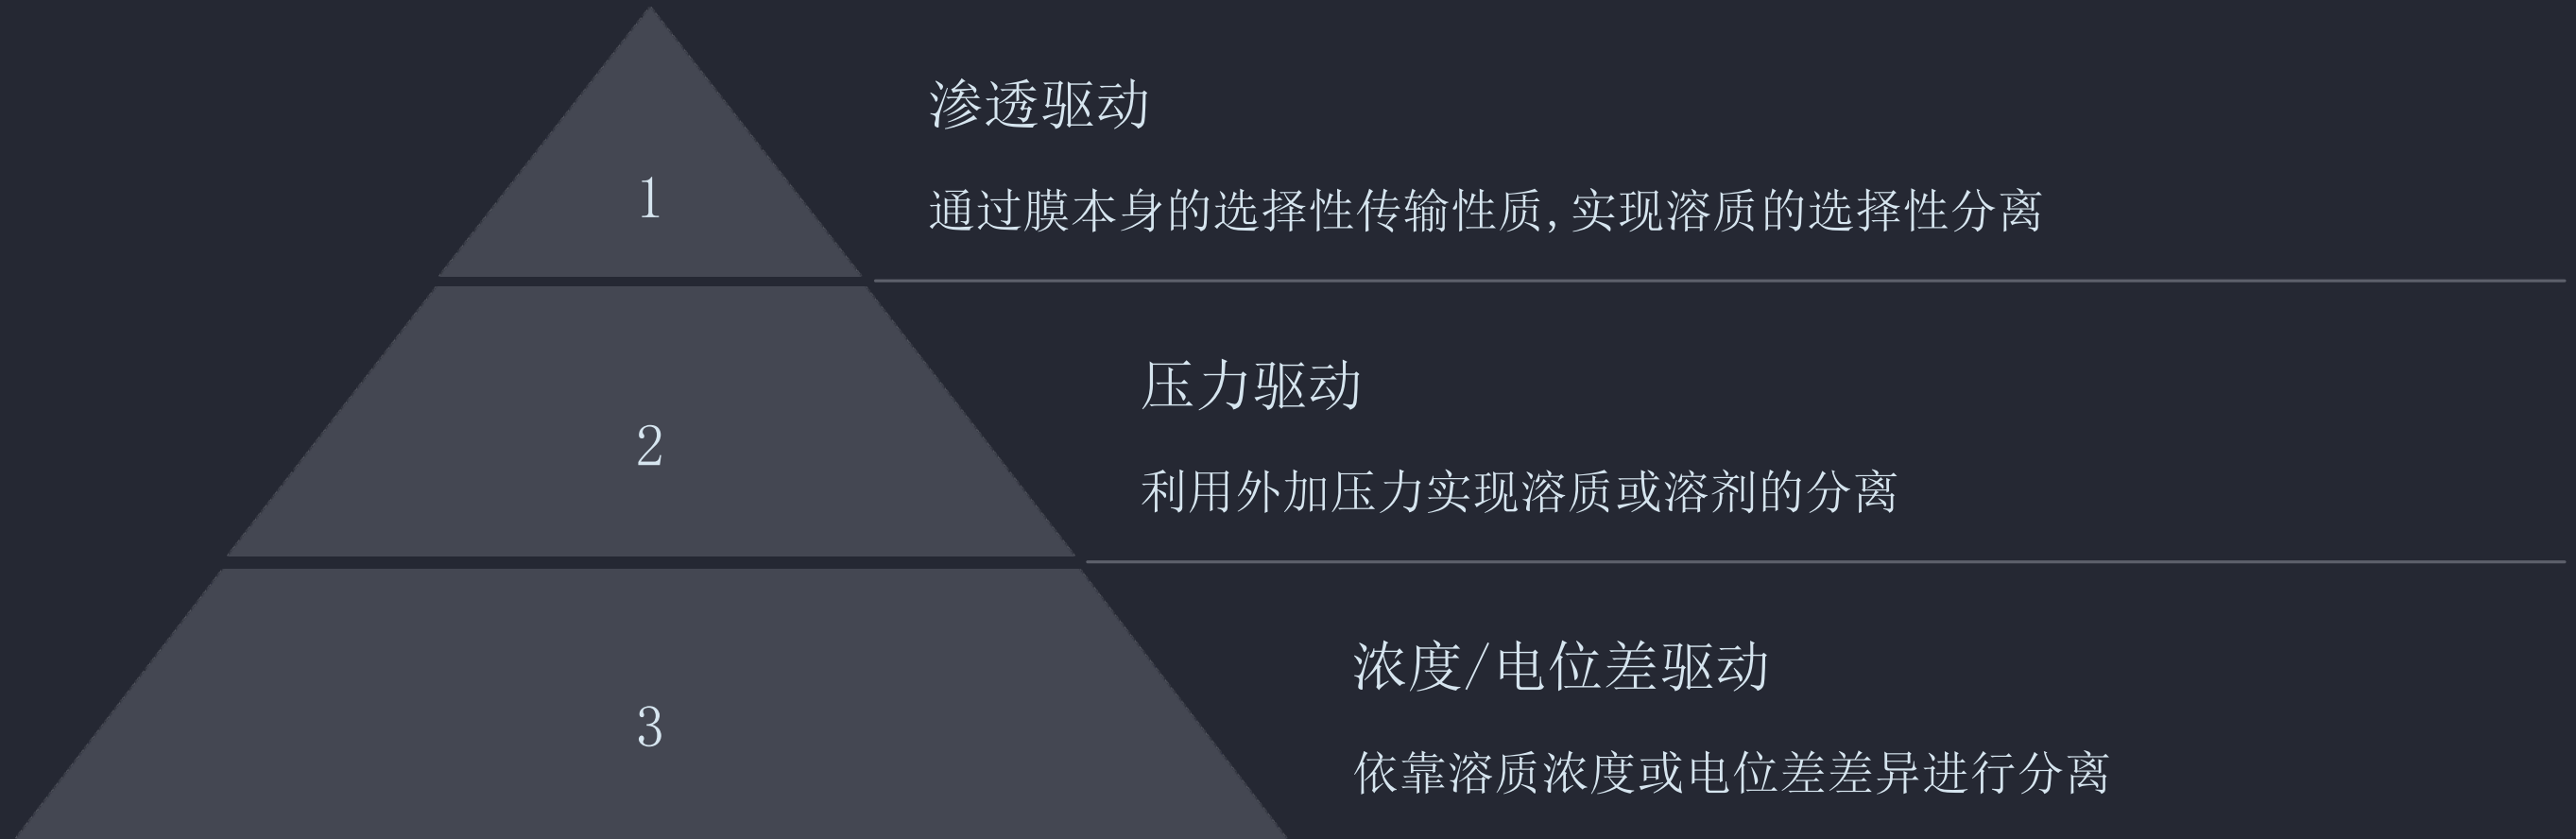 1
渗透驱动
通过膜本身的选择性传输性质,实现溶质的选择性分离
2
压力驱动
利用外加压力实现溶质或溶剂的分离
3
浓度/电位差驱动
依靠溶质浓度或电位差差异进行分离